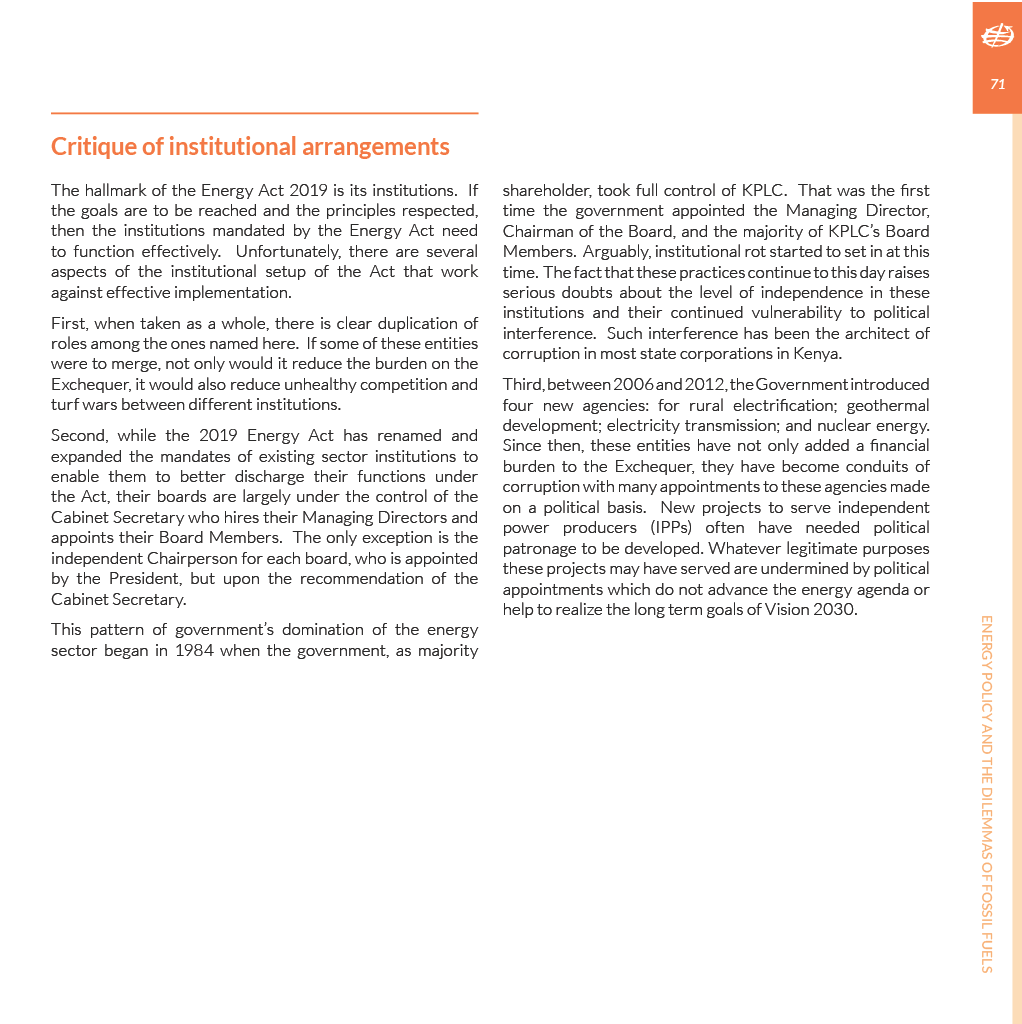 71
Critique of institutional arrangements
The hallmark of the Energy Act 2019 is its institutions. If
the goals are to be reached and the principles respected,
then the institutions mandated by the Energy Act need
to function effectively. Unfortunately, there are several
aspects of the institutional setup of the Act that work
against effective implementation.
First, when taken as a whole, there is clear duplication of
roles among the ones named here. If some of these entities
were to merge, not only would it reduce the burden on the
Exchequer, it would also reduce unhealthy competition and
turf wars between different institutions.
Second, while the 2019 Energy Act has renamed and
expanded the mandates of existing sector institutions to
enable them to better discharge their functions under
the Act, their boards are largely under the control of the
Cabinet Secretary who hires their Managing Directors and
appoints their Board Members. The only exception is the
independent Chairperson for each board, who is appointed
by the President, but upon the recommendation of the
Cabinet Secretary.
This pattern of government's domination of the energy
sector began in 1984 when the government, as majority
shareholder, took full control of KPLC. That was the first
time the government appointed the Managing Director,
Chairman of the Board, and the majority of KPLC's Board
Members. Arguably, institutional rot started to set in at this
time. The fact that these practices continue to this day raises
serious doubts about the level of independence in these
institutions and their continued vulnerability to political
interference. Such interference has been the architect of
corruption in most state corporations in Kenya.
Third, between 2006 and 2012, the Government introduced
four new agencies: for rural electrification; geothermal
development; electricity transmission; and nuclear energy.
Since then, these entities have not only added a financial
burden to the Exchequer, they have become conduits of
corruption with many appointments to these agencies made
on a political basis. New projects to serve independent
power producers (IPPs) often have needed political
patronage to be developed. Whatever legitimate purposes
these projects may have served are undermined by political
appointments which do not advance the energy agenda or
help to realize the long term goals of Vision 2030.
ENERGY POLICY AND THE DILEMMAS OF FOSSIL FUELS